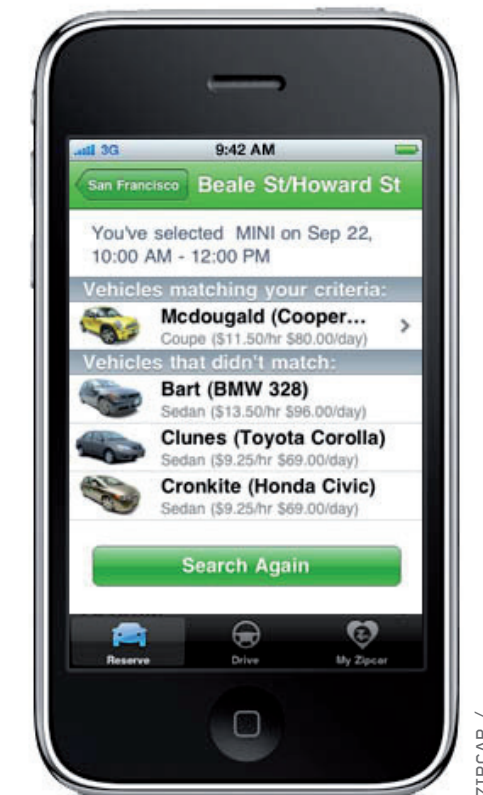 3G 9:42 AM
San Francisco Beale St/Howard St
You've selected MINI on Sep 22,
10:00 AM - 12:00 PM
Vehicles matching your criteria:
Mcdougald (Cooper...
Coupe ($11.50/hr $80.00/day)
Vehicles that didn't match:
Bart (BMW 328)
Sedan ($13.50/hr $96.00/day)
Clunes (Toyota Corolla)
Sedan ($9.25/hr $69.00/day)
Cronkite (Honda Civic)
Sedan ($9.25/hr $69.00/day)
Search Again
Reserve Drive My Zipcar
ZIPCAR /